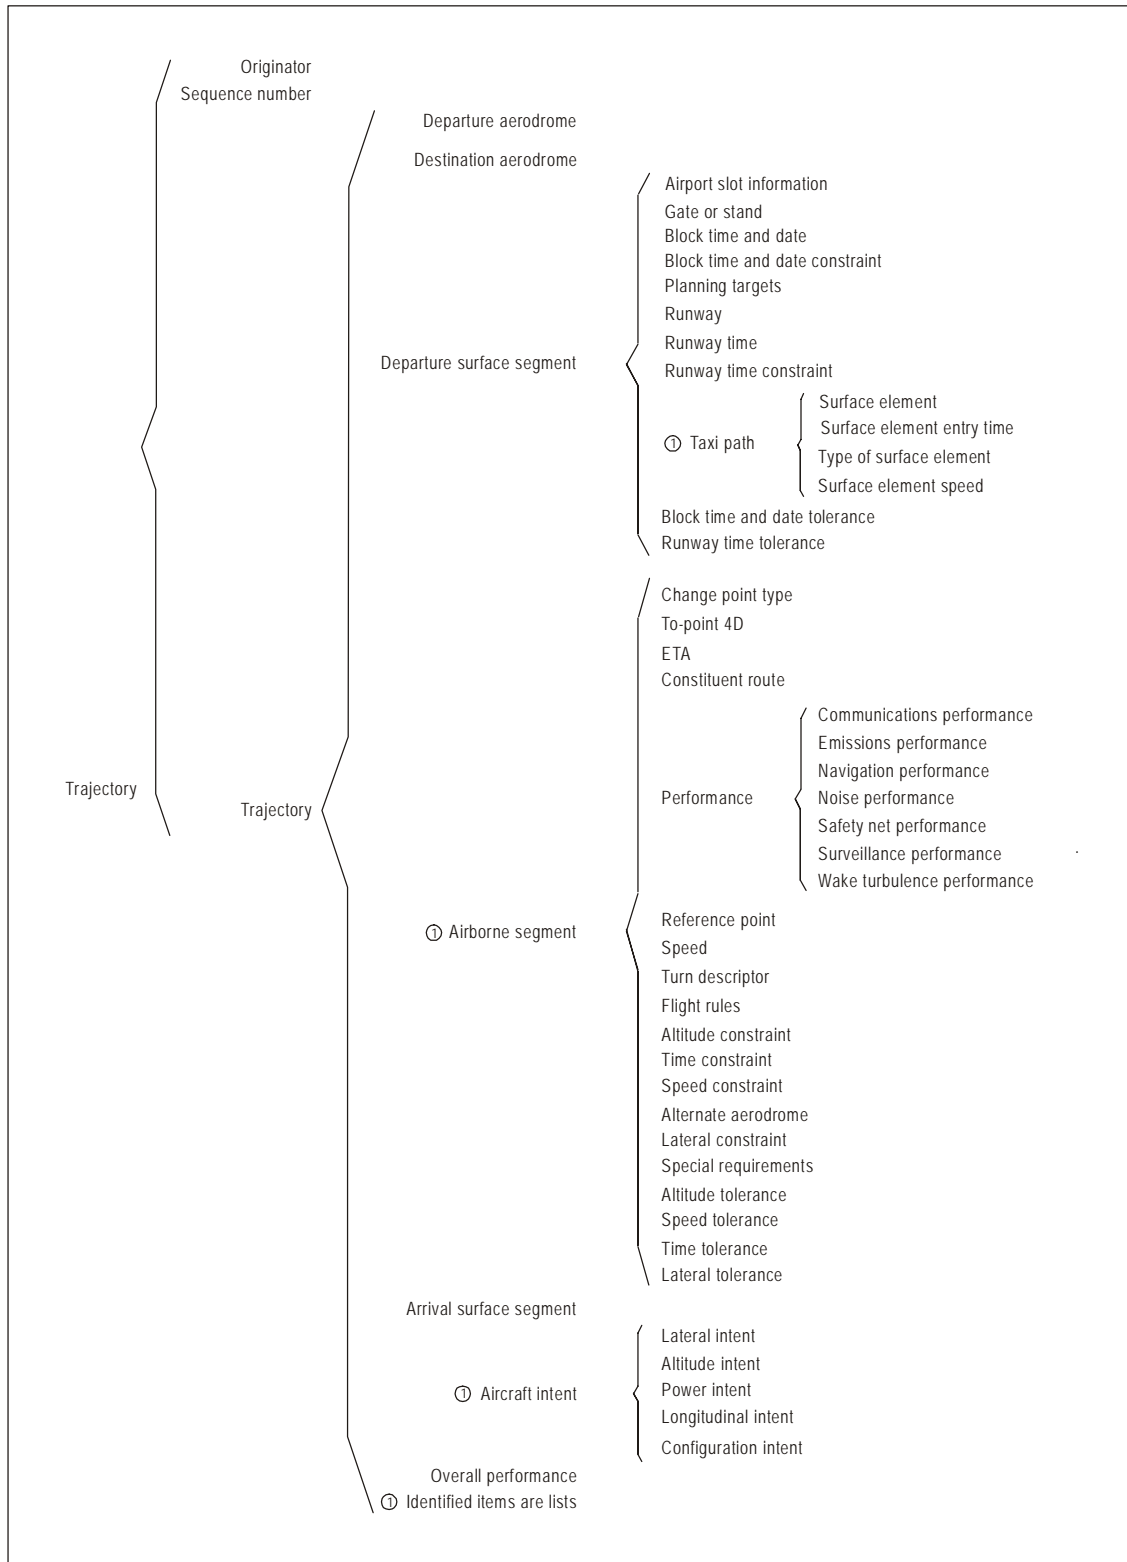 Originator
Sequence number
Departure aerodrome
Destination aerodrome
Airport slot information
Gate or stand
Block time and date
Block time and date constraint
Planning targets
Runway
Runway time
Departure surface segment
Runway time constraint
Surface element
Surface element entry time
① Taxi path
Type of surface element
Surface element speed
Block time and date tolerance
Runway time tolerance
Change point type
To-point 4D
ETA
Constituent route
Communications performance
Emissions performance
Navigation performance
Trajectory
Trajectory
Performance
Noise performance
Safety net performance
Surveillance performance
Wake turbulence performance
Reference point
① Airborne segment
Speed
Turn descriptor
Flight rules
Altitude constraint
Time constraint
Speed constraint
Alternate aerodrome
Lateral constraint
Special requirements
Altitude tolerance
Speed tolerance
Time tolerance
Lateral tolerance
Arrival surface segment
Lateral intent
Altitude intent
① Aircraft intent
Power intent
Longitudinal intent
Configuration intent
Overall performance
① Identified items are lists